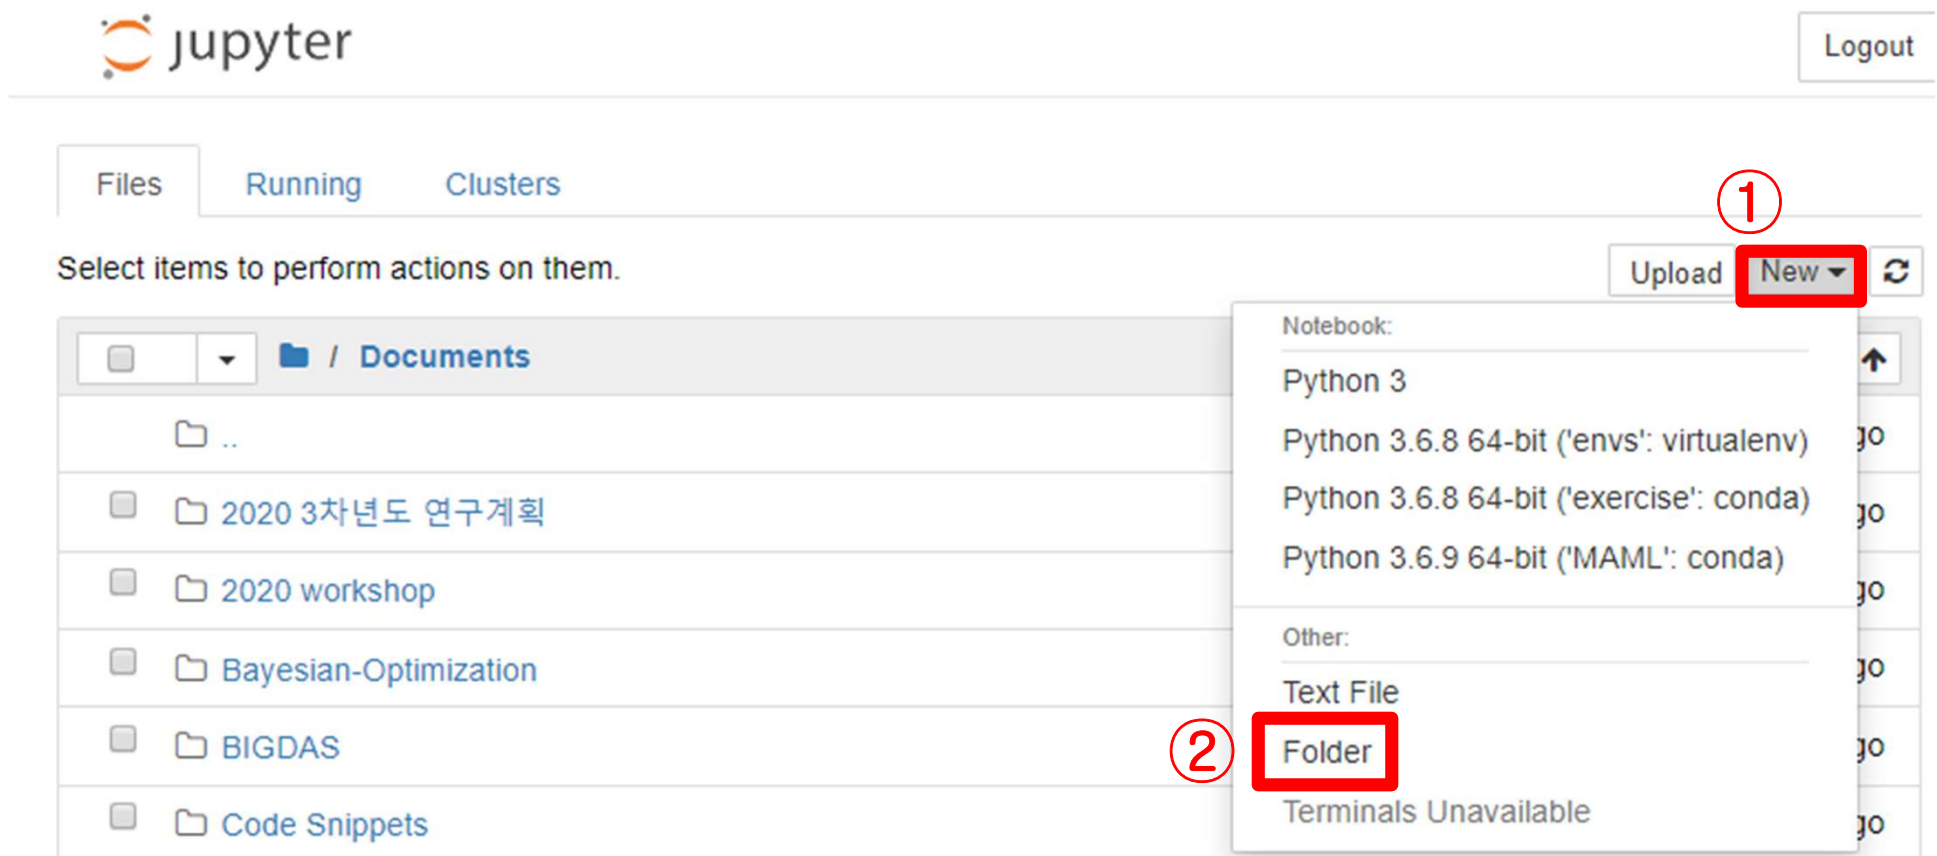 jupyter
Logout
Files Running Clusters
①
Select items to perform actions on them.
Upload New
/ Documents
Notebook:
Python 3
Python 3.6.8 64-bit ('envs': virtualenv)
Python 3.6.8 64-bit ('exercise': conda)
Python 3.6.9 64-bit ('MAML': conda)
Other:
Text File
② Folder
Terminals Unavailable
..
2020 3차년도 연구계획
2020 workshop
Bayesian-Optimization
BIGDAS
Code Snippets